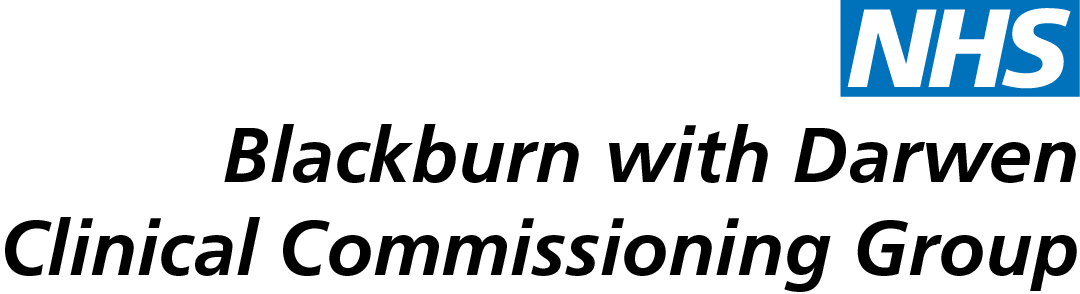 NHS
Blackburn with Darwen
Clinical Commissioning Group